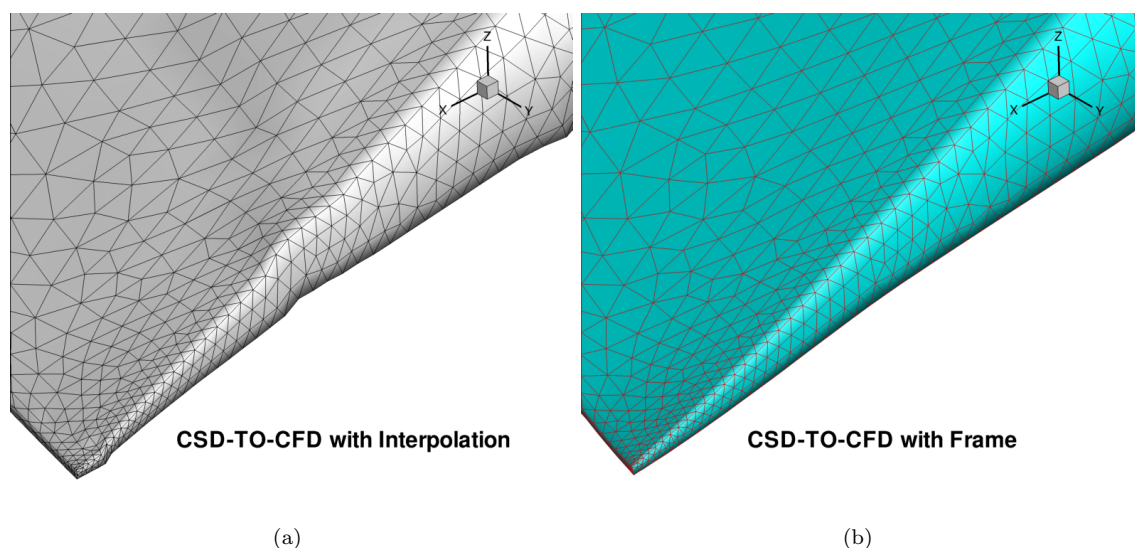 Z
X
Y
CSD-TO-CFD with Interpolation
(a)
Z
X
Y
CSD-TO-CFD with Frame
(b)